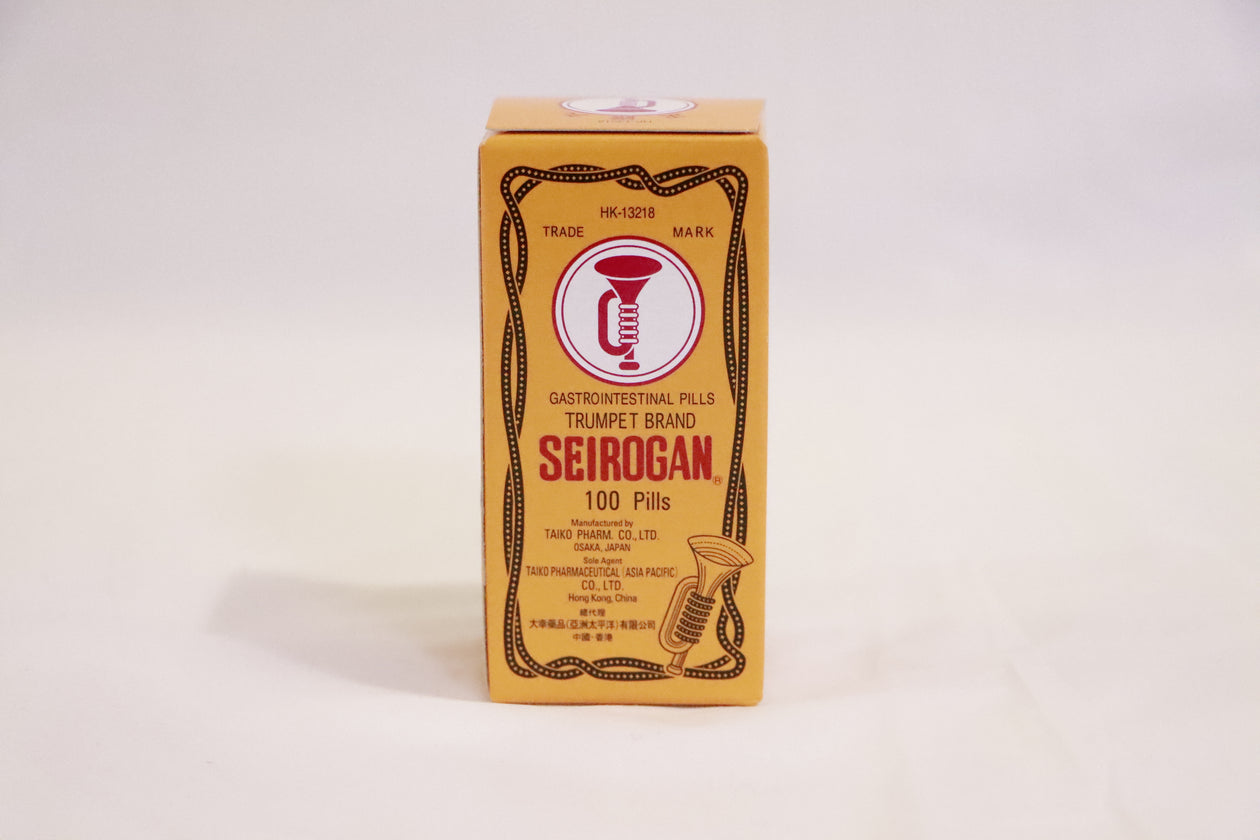 HK-13218
TRADE MARK
GASTROINTESTINAL PILLS
TRUMPET BRAND
SEIROGAN®
100 Pills
Manufactured by
TAIKO PHARM. CO., LTD.
OSAKA, JAPAN
Sole Agent
TAIKO PHARMACEUTICAL (ASIA PACIFIC)
CO., LTD.
Hong Kong, China
總代理
大幸藥品(亞洲太平洋)有限公司
中國·香港